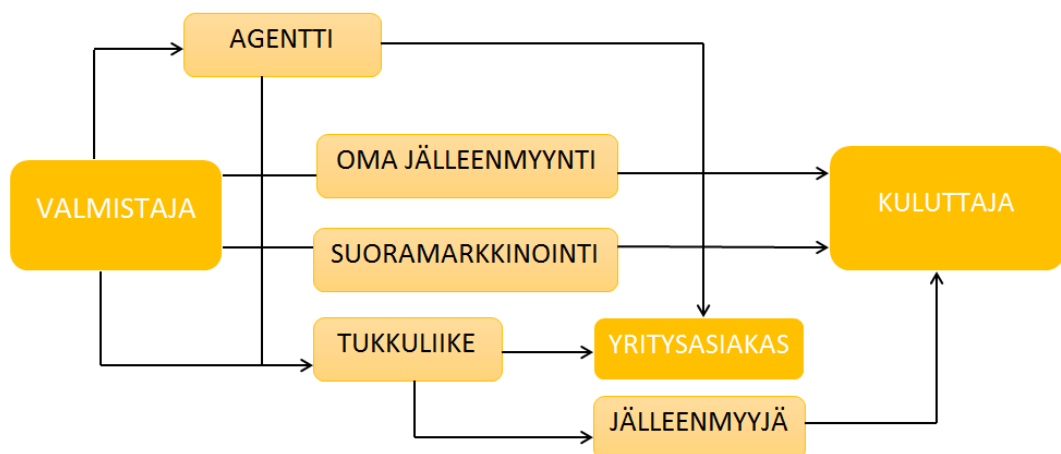 AGENTTI
OMA JÄLLEENMYYNTI
VALMISTAJA
KULUTTAJA
SUORAMARKKINOINTI
TUKKULIIKE
YRITYSASIAKAS
JÄLLEENMYYJÄ